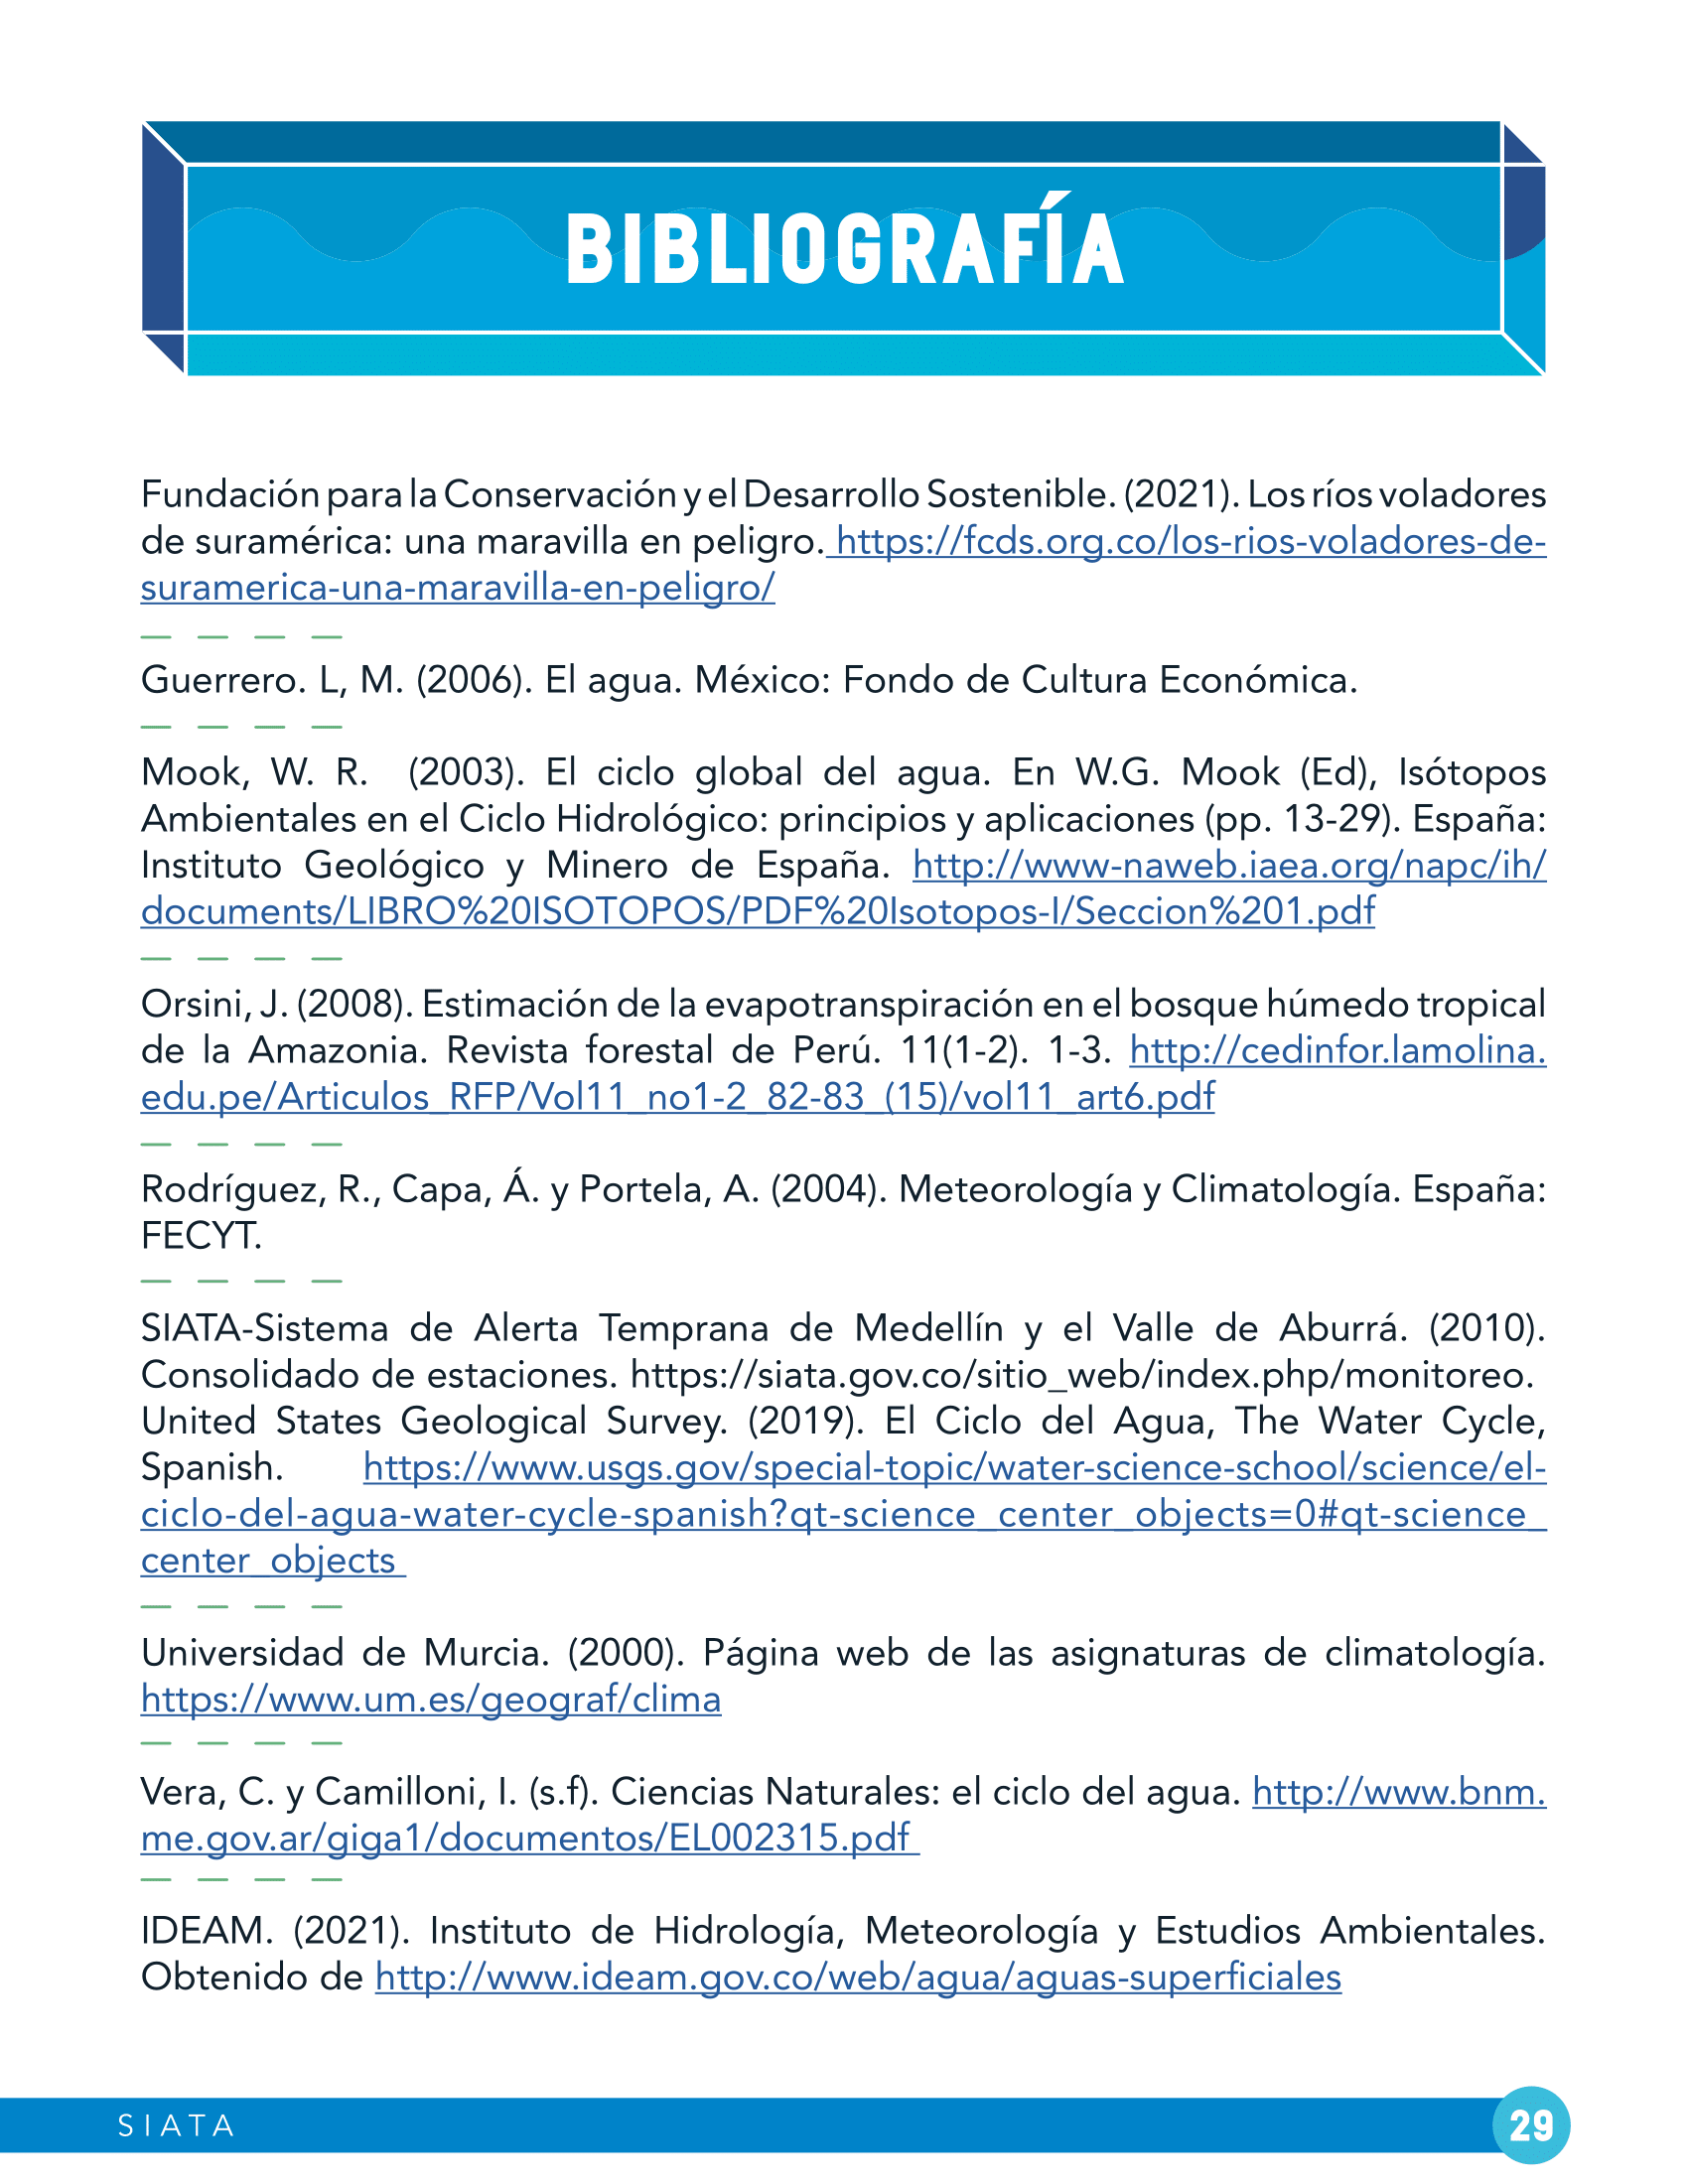 BIBLIOGRAFÍA
Fundación para la Conservación y el Desarrollo Sostenible. (2021). Los ríos voladores
de suramérica: una maravilla en peligro. https://fcds.org.co/los-rios-voladores-de-
suramerica-una-maravilla-en-peligro/
Guerrero. L, M. (2006). El agua. México: Fondo de Cultura Económica.
Mook, W. R. (2003). El ciclo global del agua. En W.G. Mook (Ed), Isótopos
Ambientales en el Ciclo Hidrológico: principios y aplicaciones (pp. 13-29). España:
Instituto Geológico y Minero de España. http://www-naweb.iaea.org/napc/ih/
documents/LIBRO%20ISOTOPOS/PDF%20Isotopos-I/Seccion%201.pdf
Orsini, J. (2008). Estimación de la evapotranspiración en el bosque húmedo tropical
de la Amazonia. Revista forestal de Perú. 11(1-2). 1-3. http://cedinfor.lamolina.
edu.pe/Articulos_RFP/Vol11_no1-2_82-83_(15)/vol11_art6.pdf
Rodríguez, R., Capa, Á. y Portela, A. (2004). Meteorología y Climatología. España:
FECYT.
SIATA-Sistema de Alerta Temprana de Medellín y el Valle de Aburrá. (2010).
Consolidado de estaciones. https://siata.gov.co/sitio_web/index.php/monitoreo.
United States Geological Survey. (2019). El Ciclo del Agua, The Water Cycle,
Spanish. https://www.usgs.gov/special-topic/water-science-school/science/el-
ciclo-del-agua-water-cycle-spanish?qt-science_center_objects=0#qt-science_
center_objects
Universidad de Murcia. (2000). Página web de las asignaturas de climatología.
https://www.um.es/geograf/clima
Vera, C. y Camilloni, I. (s.f). Ciencias Naturales: el ciclo del agua. http://www.bnm.
me.gov.ar/giga1/documentos/EL002315.pdf
IDEAM. (2021). Instituto de Hidrología, Meteorología y Estudios Ambientales.
Obtenido de http://www.ideam.gov.co/web/agua/aguas-superficiales
SIATA
29